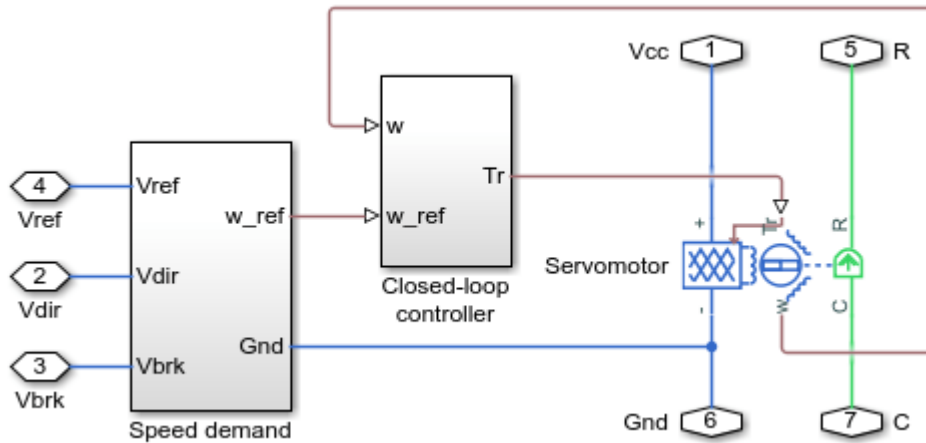 Vcc
1
5
R
w
4
Vref
Vref
Tr
w_ref
w_ref
+
Tr
R
2
Vdir
Vdir
Servomotor
Closed-loop
controller
-
w
C
Gnd
3
Vbrk
Vbrk
Speed demand
Gnd
6
7
C